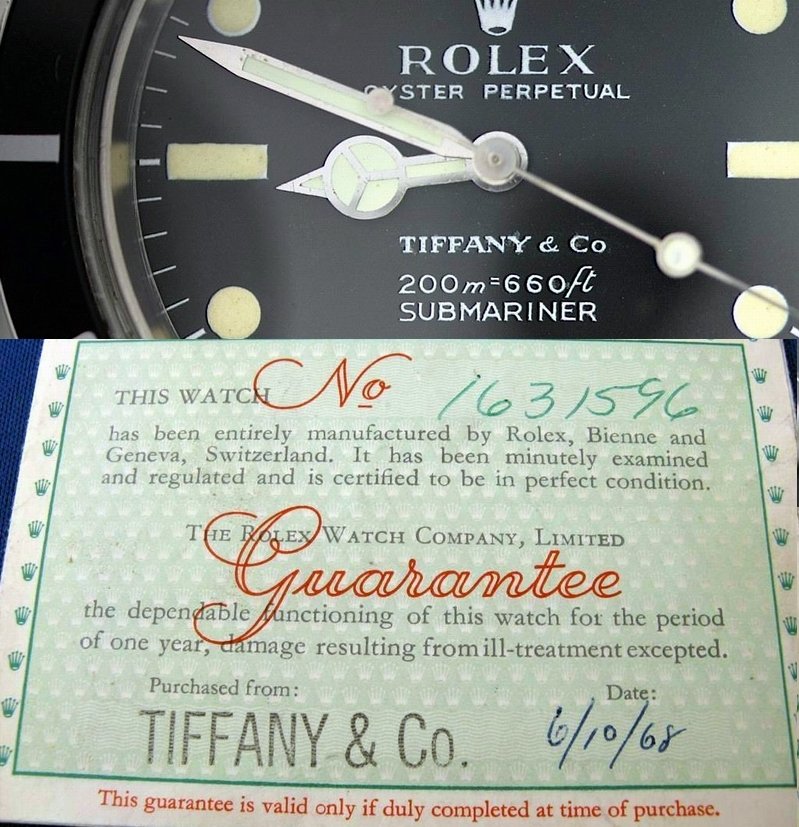 ROLEX
OYSTER PERPETUAL
TIFFANY & Co
200m=660ft
SUBMARINER
THIS WATCH No 1631596
has been entirely manufactured by Rolex, Bienne and
Geneva, Switzerland. It has been minutely examined
and regulated and is certified to be in perfect condition.
THE ROLEX WATCH COMPANY, LIMITED
Guarantee
the dependable functioning of this watch for the period
of one year, damage resulting from ill-treatment excepted.
Purchased from: Date:
TIFFANY & Co. 6/10/68
This guarantee is valid only if duly completed at time of purchase.